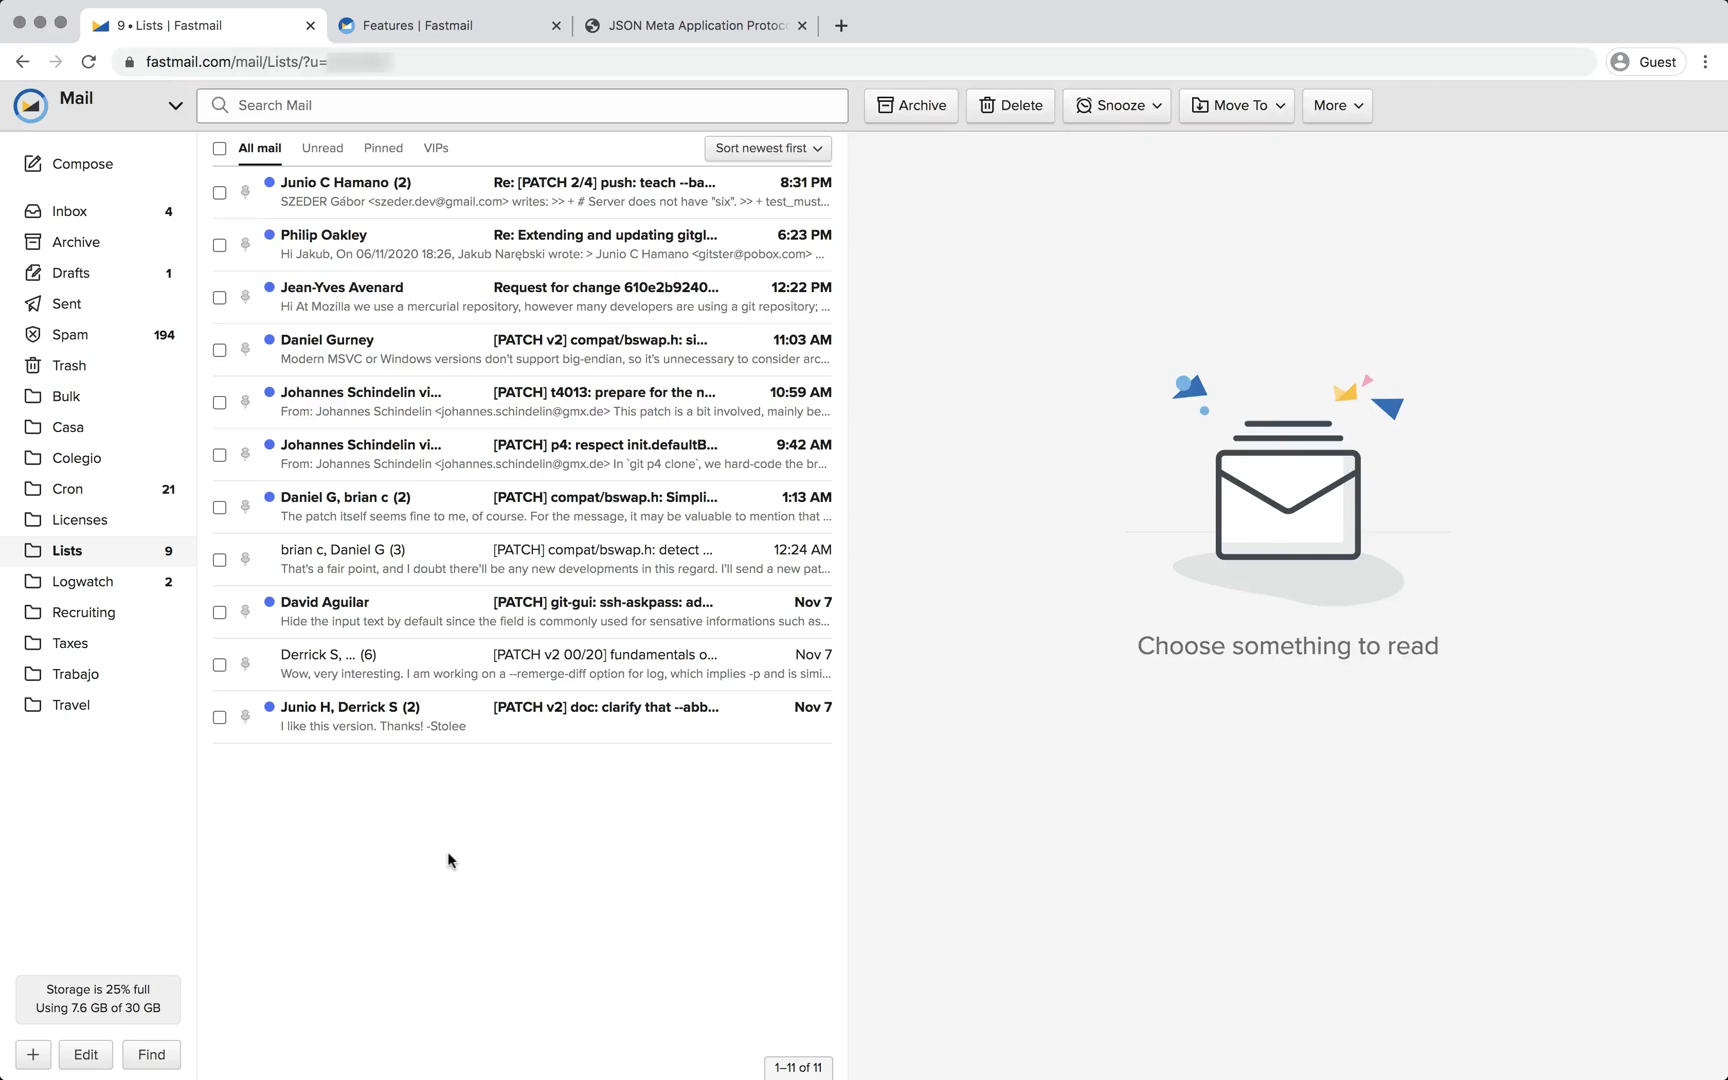 9 • Lists | Fastmail
Features | Fastmail
JSON Meta Application Protoc
fastmail.com/mail/Lists/?u=
Guest
Mail
Search Mail
Archive
Delete
Snooze
Move To
More
All mail
Unread
Pinned
VIPs
Sort newest first
Compose
Inbox 4
Archive
Drafts 1
Sent
Spam 194
Trash
Bulk
Casa
Colegio
Cron 21
Licenses
Lists 9
Logwatch 2
Recruiting
Taxes
Trabajo
Travel
Junio C Hamano (2) Re: [PATCH 2/4] push: teach --ba... 8:31 PM
SZEDER Gábor <szeder.dev@gmail.com> writes: >> + # Server does not have "six". >> + test_must...
Philip Oakley Re: Extending and updating gitgl... 6:23 PM
Hi Jakub, On 06/11/2020 18:26, Jakub Narębski wrote: > Junio C Hamano <gitster@pobox.com> ...
Jean-Yves Avenard Request for change 610e2b9240... 12:22 PM
Hi At Mozilla we use a mercurial repository, however many developers are using a git repository; ...
Daniel Gurney [PATCH v2] compat/bswap.h: si... 11:03 AM
Modern MSVC or Windows versions don't support big-endian, so it's unnecessary to consider arc...
Johannes Schindelin vi... [PATCH] t4013: prepare for the n... 10:59 AM
From: Johannes Schindelin <johannes.schindelin@gmx.de> This patch is a bit involved, mainly be...
Johannes Schindelin vi... [PATCH] p4: respect init.defaultB... 9:42 AM
From: Johannes Schindelin <johannes.schindelin@gmx.de> In `git p4 clone`, we hard-code the br...
Daniel G, brian c (2) [PATCH] compat/bswap.h: Simpli... 1:13 AM
The patch itself seems fine to me, of course. For the message, it may be valuable to mention that ...
brian c, Daniel G (3) [PATCH] compat/bswap.h: detect ... 12:24 AM
That's a fair point, and I doubt there'll be any new developments in this regard. I'll send a new pat...
David Aguilar [PATCH] git-gui: ssh-askpass: ad... Nov 7
Hide the input text by default since the field is commonly used for sensative informations such as...
Derrick S, ... (6) [PATCH v2 00/20] fundamentals o... Nov 7
Wow, very interesting. I am working on a --remerge-diff option for log, which implies -p and is simi...
Junio H, Derrick S (2) [PATCH v2] doc: clarify that --abb... Nov 7
I like this version. Thanks! -Stolee
Choose something to read
Storage is 25% full
Using 7.6 GB of 30 GB
+ Edit Find
1–11 of 11